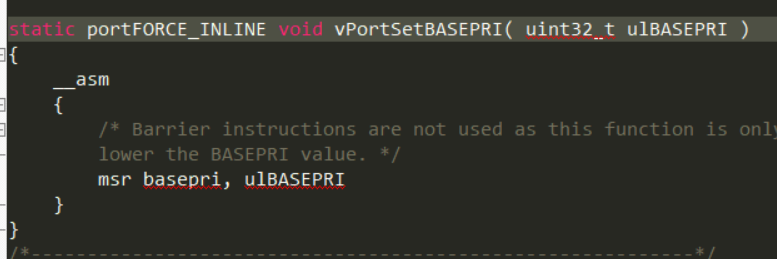 static portFORCE_INLINE void vPortSetBASEPRI( uint32_t ulBASEPRI )
{
__asm
{
/* Barrier instructions are not used as this function is only
lower the BASEPRI value. */
msr basepri, ulBASEPRI
}
}
/*-----------------------------------------------------------*/